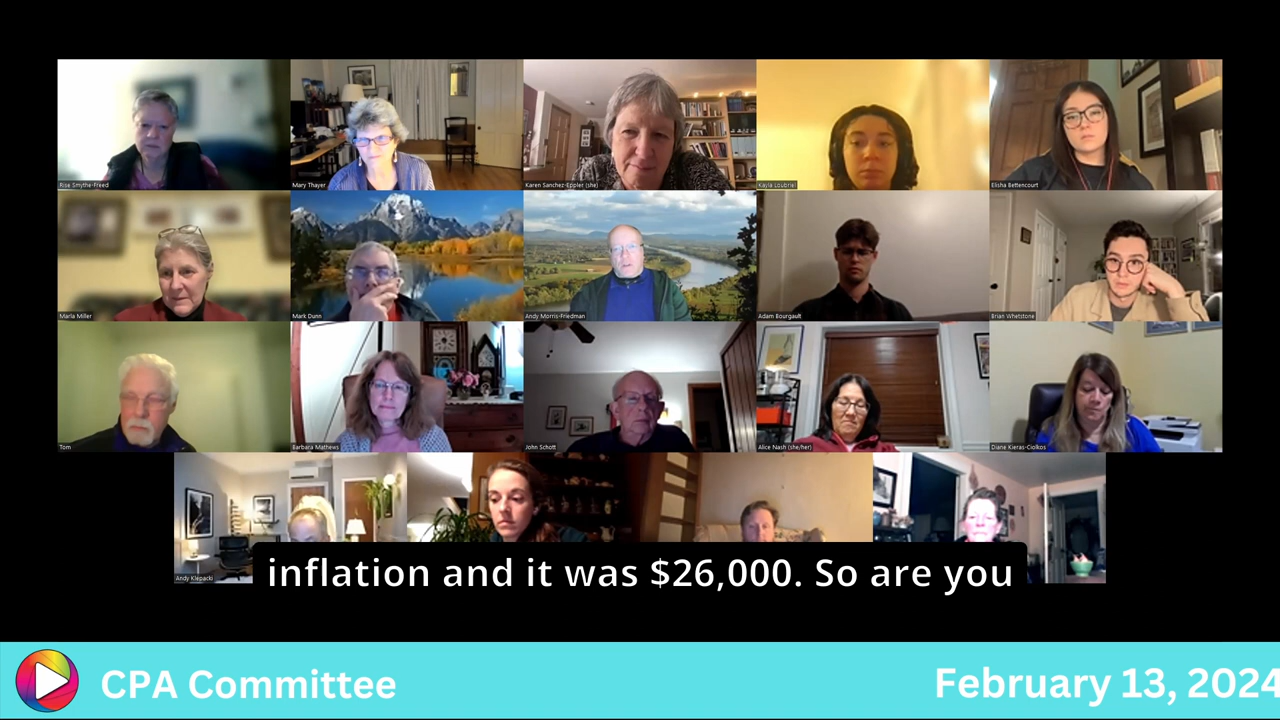 Risë Smythe-Freed
Mary Thayer
Karen Sanchez-Eppler (she)
Kayla Loubriel
Elisha Bettencourt
Marla Miller
Mark Dunn
Andy Morris-Friedman
Adam Bourgault
Brian Whetstone
Tom
Barbara Mathews
John Schott
Alice Nash (she/her)
Diane Kieras-Ciolkos
Andy Klepacki
inflation and it was $26,000. So are you
CPA Committee
February 13, 2024